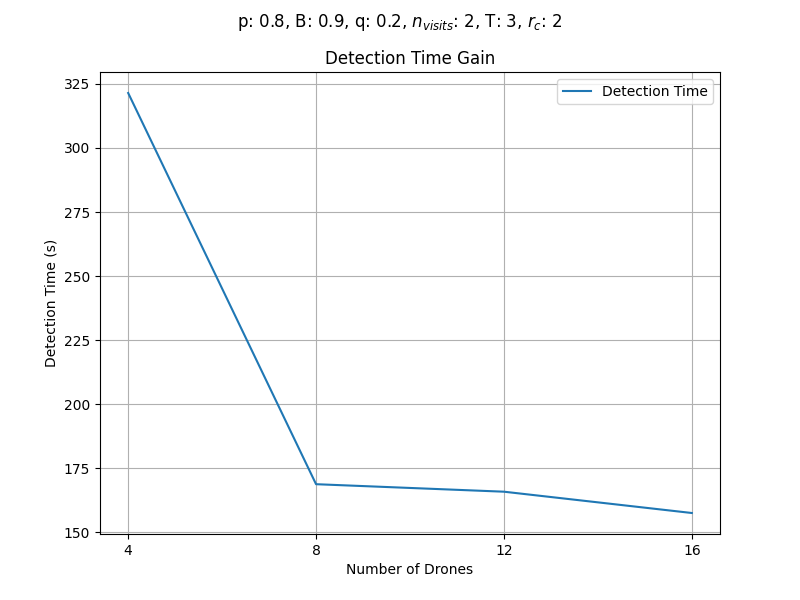 p: 0.8, B: 0.9, q: 0.2, n_visits: 2, T: 3, r_c: 2
Detection Time Gain
Detection Time
Detection Time (s)
325
300
275
250
225
200
175
150
4 8 12 16
Number of Drones